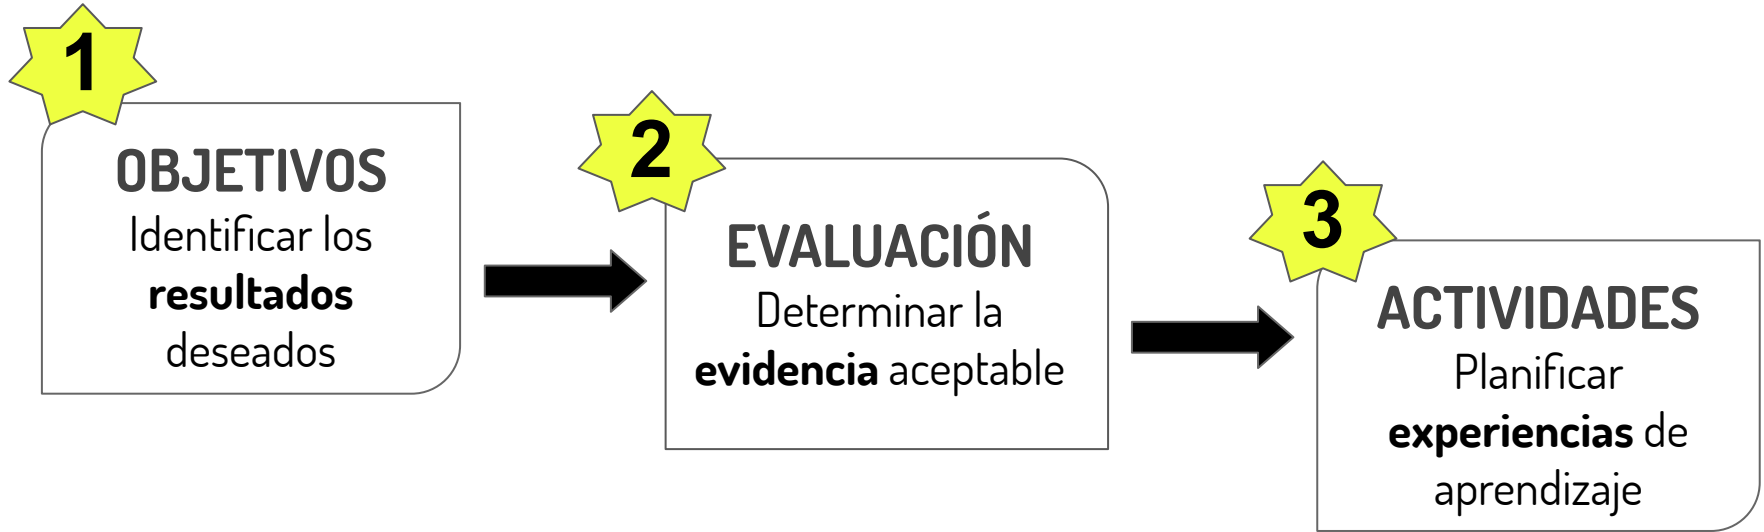 1
OBJETIVOS
Identificar los
resultados
deseados
2
EVALUACIÓN
Determinar la
evidencia aceptable
3
ACTIVIDADES
Planificar
experiencias de
aprendizaje